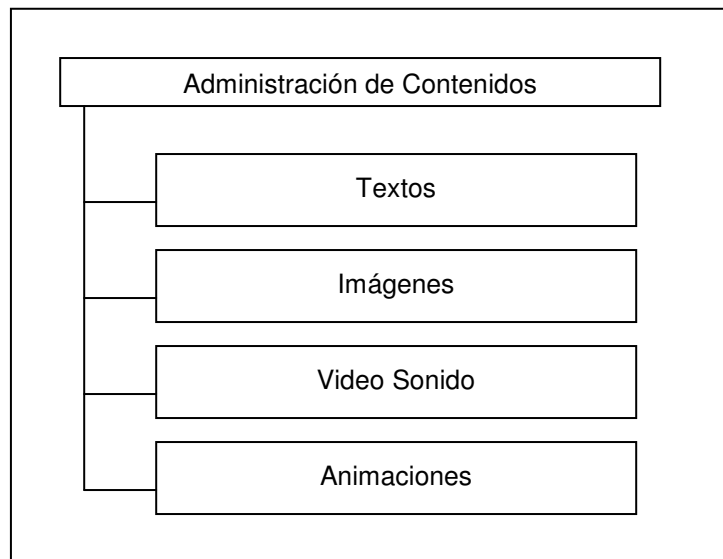 Administración de Contenidos
Textos
Imágenes
Video Sonido
Animaciones